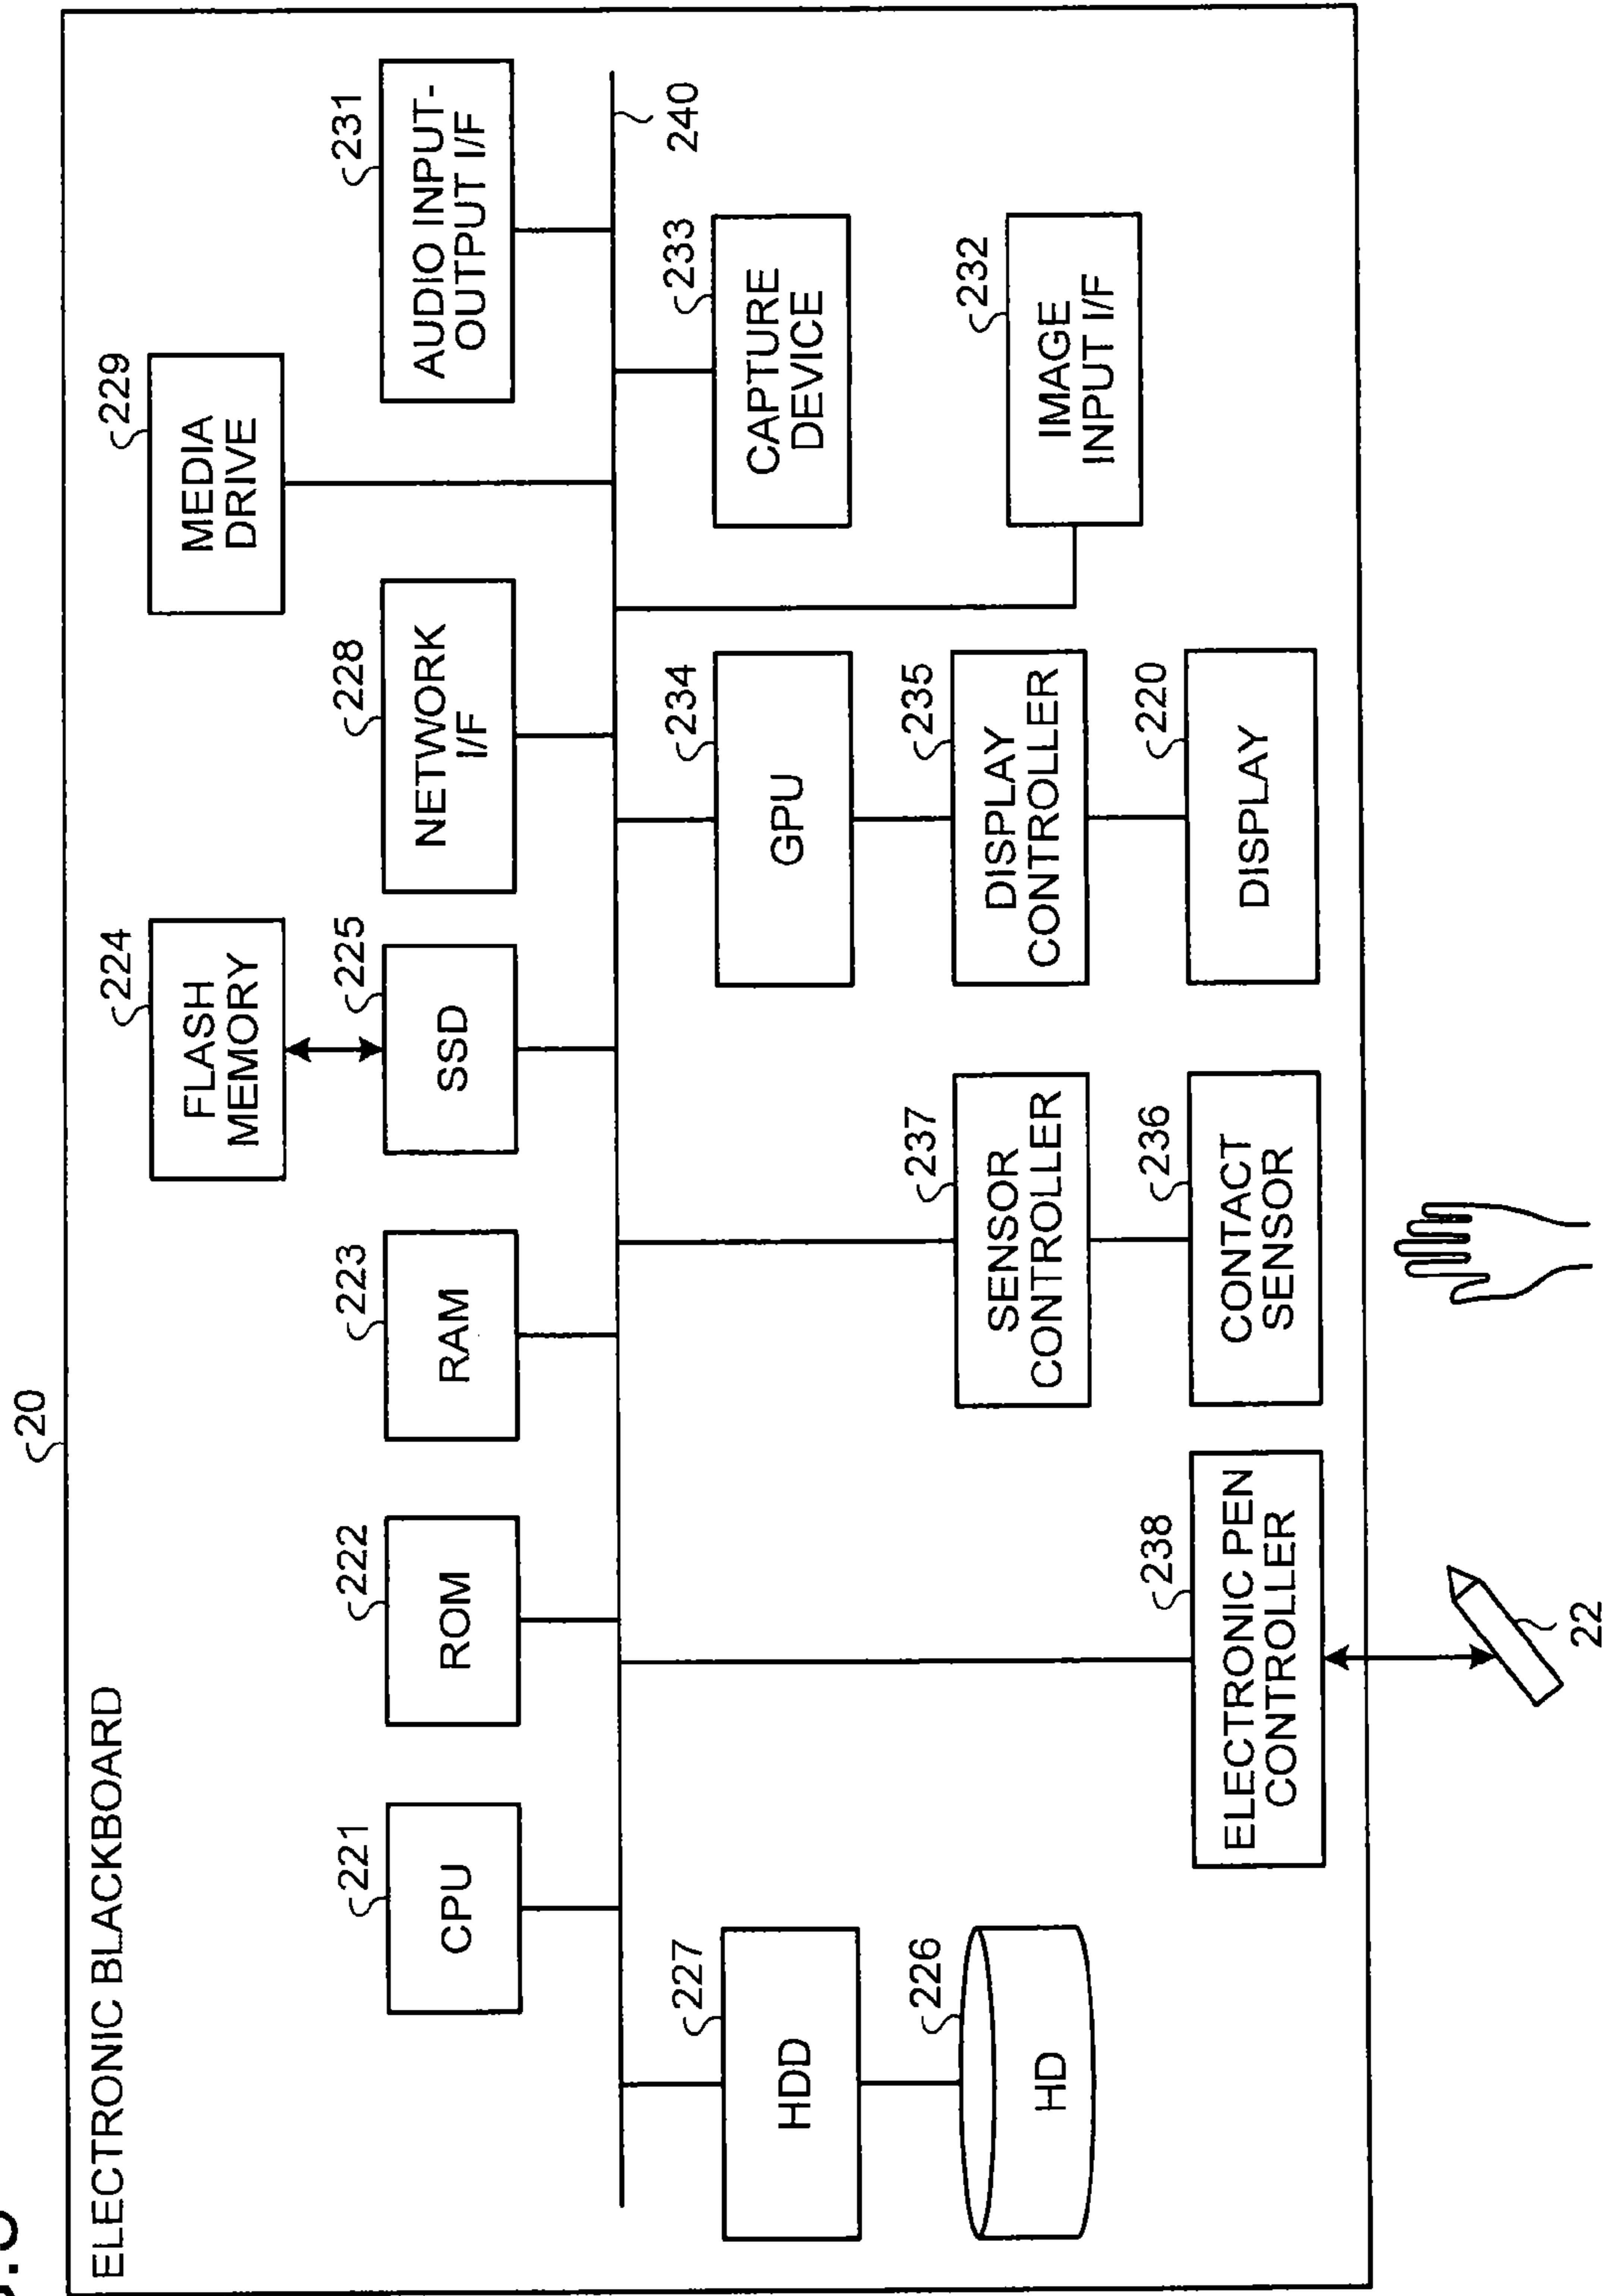 20
ELECTRONIC BLACKBOARD
224
FLASH
MEMORY
229
MEDIA
DRIVE
221
CPU
222
ROM
223
RAM
225
SSD
228
NETWORK
I/F
231
AUDIO INPUT-
OUTPUT I/F
240
227
HDD
234
GPU
233
CAPTURE
DEVICE
226
HD
237
SENSOR
CONTROLLER
235
DISPLAY
CONTROLLER
232
IMAGE
INPUT I/F
238
ELECTRONIC PEN
CONTROLLER
236
CONTACT
SENSOR
220
DISPLAY
22